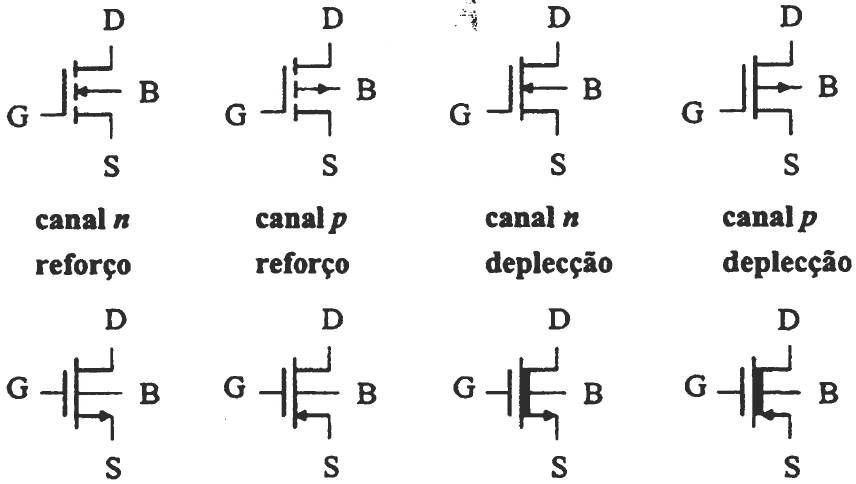 D D D D
G B G B G B G B
S S S S
canal n canal p canal n canal p
reforço reforço deplecção deplecção
D D D D
G B G B G B G B
S S S S